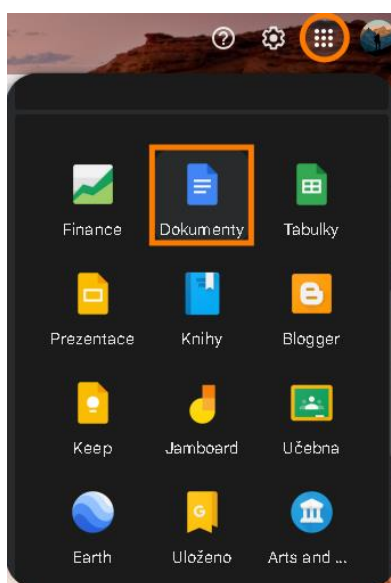 Finance Dokumenty Tabulky
Prezentace Knihy Blogger
Keep Jamboard Učebna
G
Earth Uloženo Arts and ...